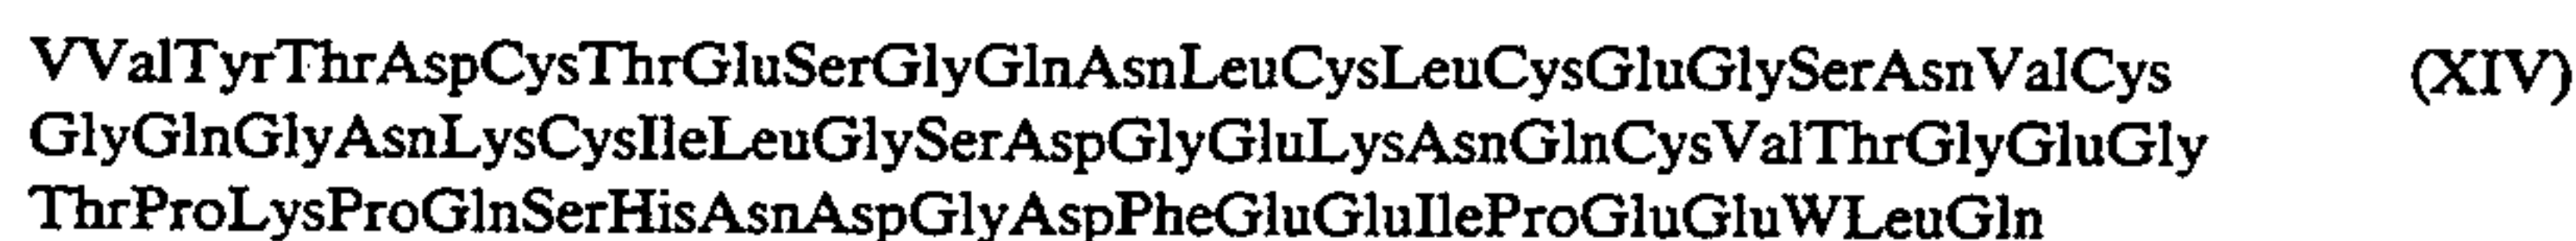 VValTyrThrAspCysThrGluSerGlyGlnAsnLeuCysLeuCysGluGlySerAsnValCys (XIV)
GlyGlnGlyAsnLysCysIleLeuGlySerAspGlyGluLysAsnGlnCysValThrGlyGluGly
ThrProLysProGlnSerHisAsnAspGlyAspPheGluGluIleProGluGluWLeuGln